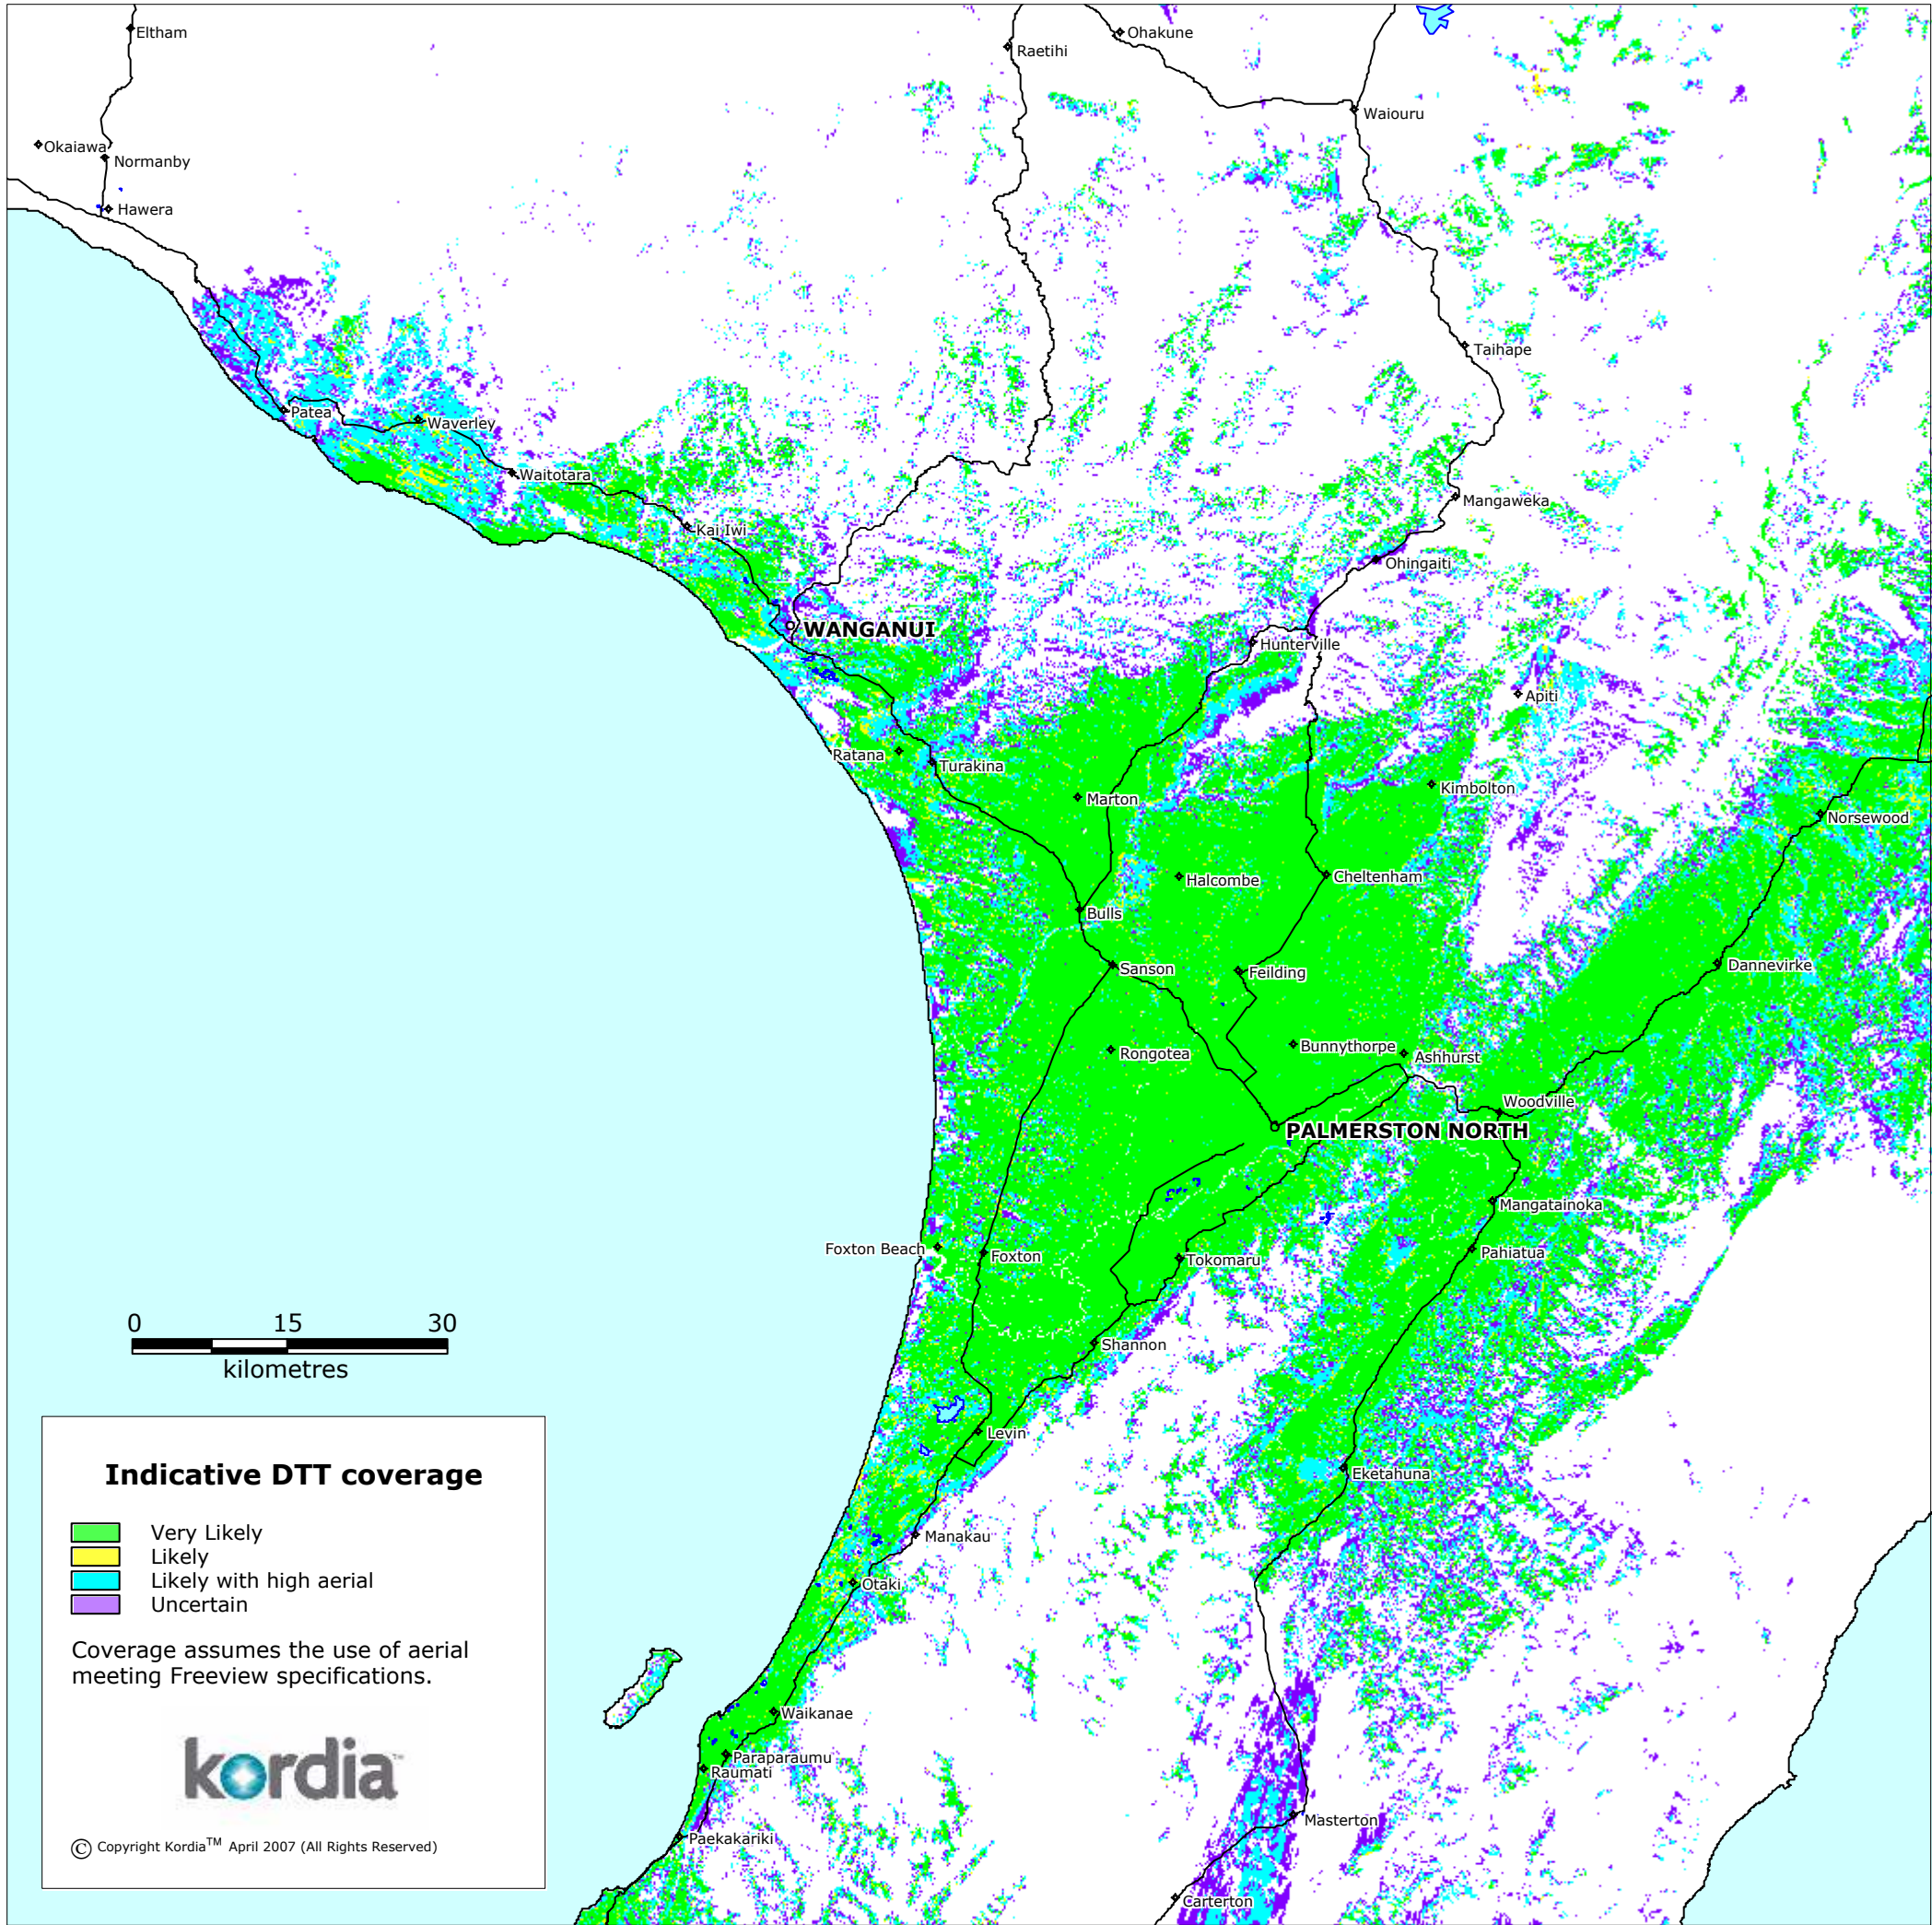 Eltham
Ohakune
Raetihi
Waiouru
Okaiawa
Normanby
Hawera
Taihape
Patea
Waverley
Waitotara
Mangaweka
Kai Iwi
Ohingaiti
WANGANUI
Hunterville
Apiti
Ratana
Turakina
Kimbolton
Marton
Norsewood
Halcombe
Cheltenham
Bulls
Sanson
Feilding
Dannevirke
Rongotea
Bunnythorpe
Ashhurst
Woodville
PALMERSTON NORTH
Mangatainoka
Foxton Beach
Foxton
Tokomaru
Pahiatua
0 15 30
kilometres
Shannon
Levin
Eketahuna
Manakau
Otaki
Waikanae
Paraparaumu
Raumati
Masterton
Paekakariki
Carterton
Indicative DTT coverage
Very Likely
Likely
Likely with high aerial
Uncertain
Coverage assumes the use of aerial
meeting Freeview specifications.
kordia™
© Copyright Kordia™ April 2007 (All Rights Reserved)